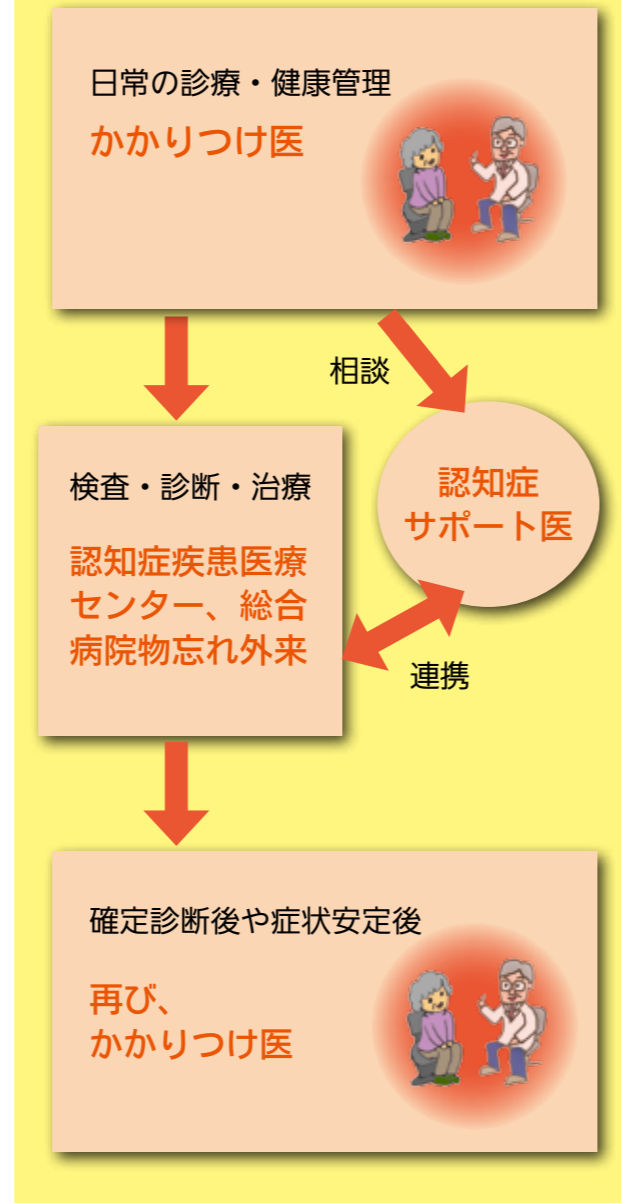 日常の診療・健康管理
かかりつけ医
相談
検査・診断・治療
認知症疾患医療
センター、総合
病院物忘れ外来
認知症
サポート医
連携
確定診断後や症状安定後
再び、
かかりつけ医